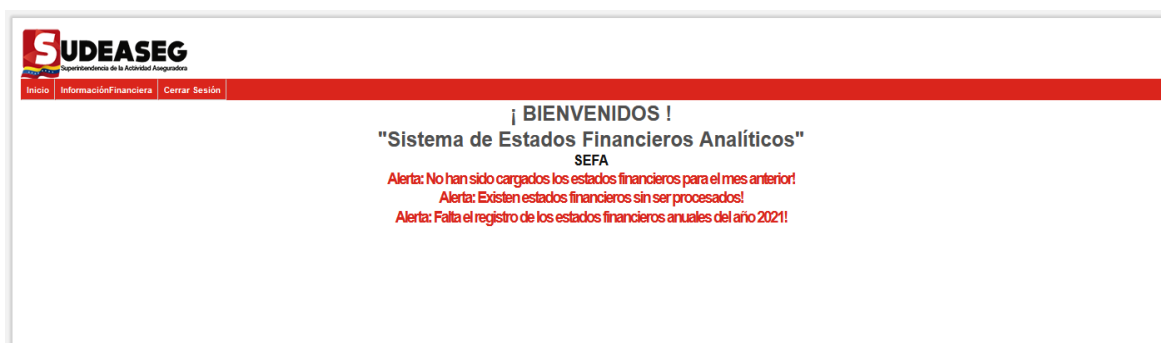 SUDEASEG
Superintendencia de la Actividad Aseguradora
Inicio InformaciónFinanciera Cerrar Sesión
¡ BIENVENIDOS !
"Sistema de Estados Financieros Analíticos"
SEFA
Alerta: No han sido cargados los estados financieros para el mes anterior!
Alerta: Existen estados financieros sin ser procesados!
Alerta: Falta el registro de los estados financieros anuales del año 2021!